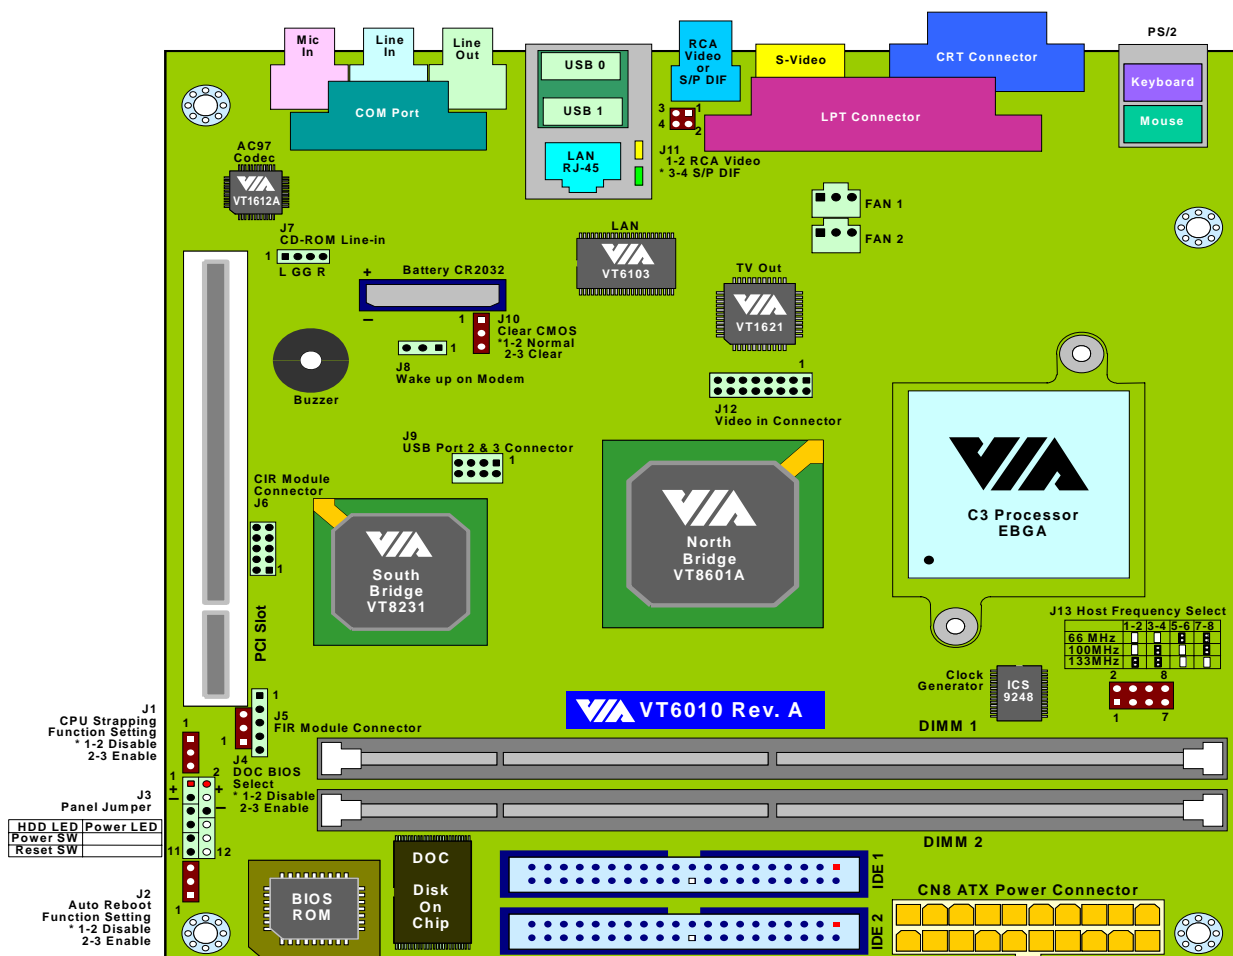 Mic
In
Line
In
Line
Out
COM Port
USB 0
USB 1
LAN
RJ-45
RCA
Video
or
S/P DIF
S-Video
CRT Connector
LPT Connector
PS/2
Keyboard
Mouse
3 1
4 2
J11
1-2 RCA Video
* 3-4 S/P DIF
AC97
Codec
VIA
VT1612A
J7
CD-ROM Line-in
1
L GG R
LAN
VIA
VT6103
FAN 1
FAN 2
TV Out
VIA
VT1621
+
Battery CR2032
–
1
J10
Clear CMOS
*1-2 Normal
2-3 Clear
1
J8
Wake up on Modem
Buzzer
1
J12
Video in Connector
J9
USB Port 2 & 3 Connector
1
CIR Module
Connector
J6
1
VIA
South
Bridge
VT8231
VIA
North
Bridge
VT8601A
VIA
C3 Processor
EBGA
PCI Slot
J13 Host Frequency Select
1-2 3-4 5-6 7-8
66 MHz
100MHz
133MHz
2 8
1 7
Clock
Generator
ICS
9248
VIA VT6010 Rev. A
DIMM 1
DIMM 2
J1
CPU Strapping
Function Setting
* 1-2 Disable
2-3 Enable
1
1
J5
FIR Module Connector
1
J4
DOC BIOS
Select
* 1-2 Disable
2-3 Enable
1 2
+ +
– –
J3
Panel Jumper
HDD LED Power LED
Power SW
Reset SW
11 12
J2
Auto Reboot
Function Setting
* 1-2 Disable
2-3 Enable
1
BIOS
ROM
DOC
Disk
On
Chip
IDE 1
IDE 2
CN8 ATX Power Connector